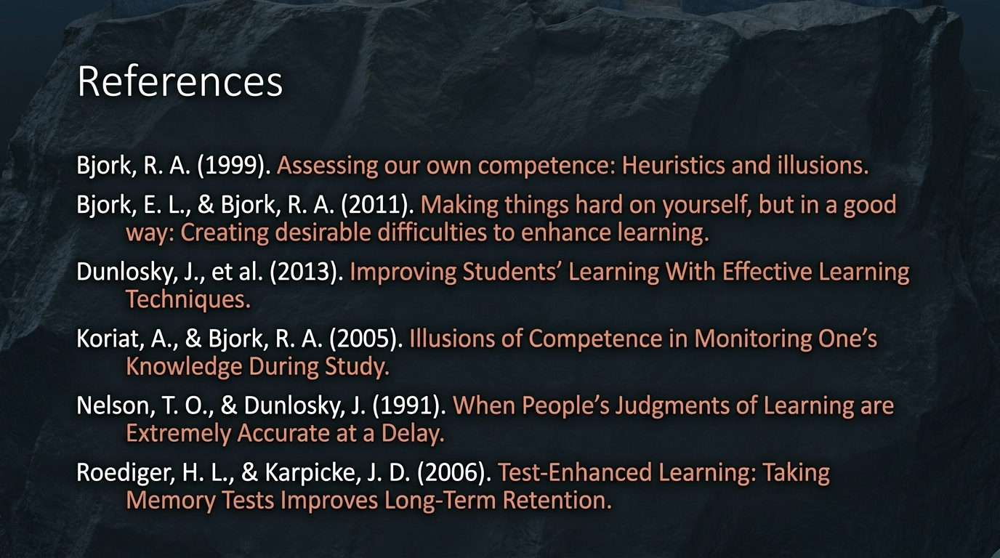 References
Bjork, R. A. (1999). Assessing our own competence: Heuristics and illusions.
Bjork, E. L., & Bjork, R. A. (2011). Making things hard on yourself, but in a good
way: Creating desirable difficulties to enhance learning.
Dunlosky, J., et al. (2013). Improving Students’ Learning With Effective Learning
Techniques.
Koriat, A., & Bjork, R. A. (2005). Illusions of Competence in Monitoring One’s
Knowledge During Study.
Nelson, T. O., & Dunlosky, J. (1991). When People’s Judgments of Learning are
Extremely Accurate at a Delay.
Roediger, H. L., & Karpicke, J. D. (2006). Test-Enhanced Learning: Taking
Memory Tests Improves Long-Term Retention.